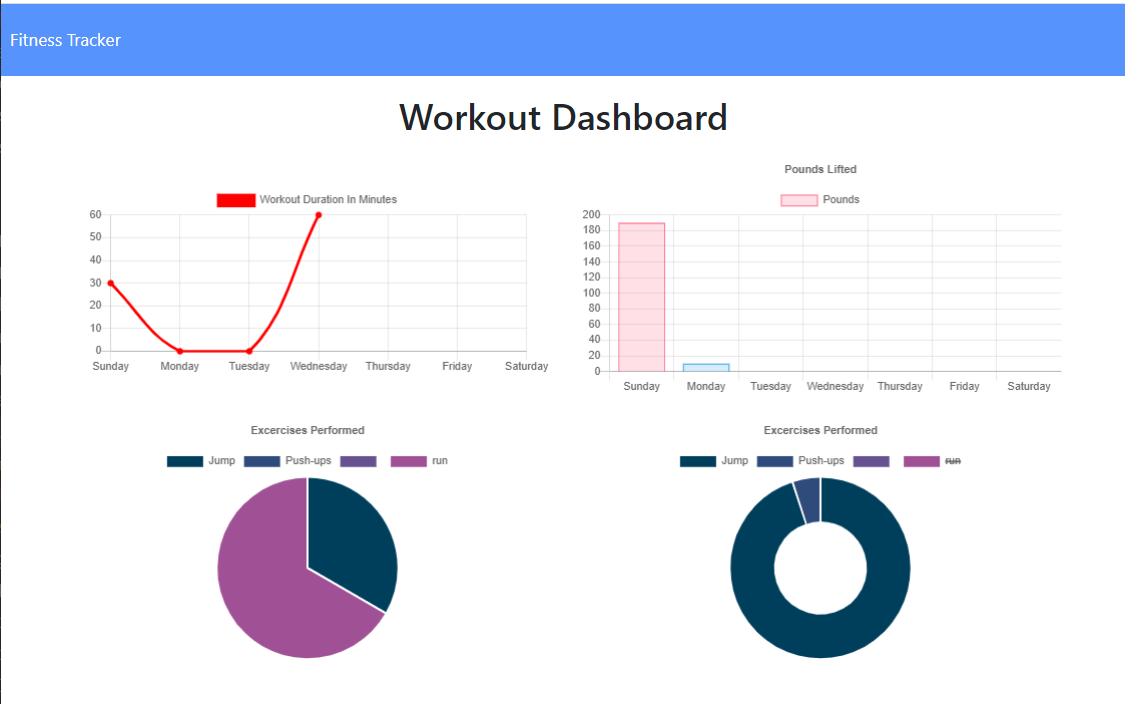 Fitness Tracker
Workout Dashboard
Workout Duration In Minutes
60
50
40
30
20
10
0
Sunday Monday Tuesday Wednesday Thursday Friday Saturday
Pounds Lifted
Pounds
200
180
160
140
120
100
80
60
40
20
0
Sunday Monday Tuesday Wednesday Thursday Friday Saturday
Excercises Performed
Jump Push-ups run
Excercises Performed
Jump Push-ups run